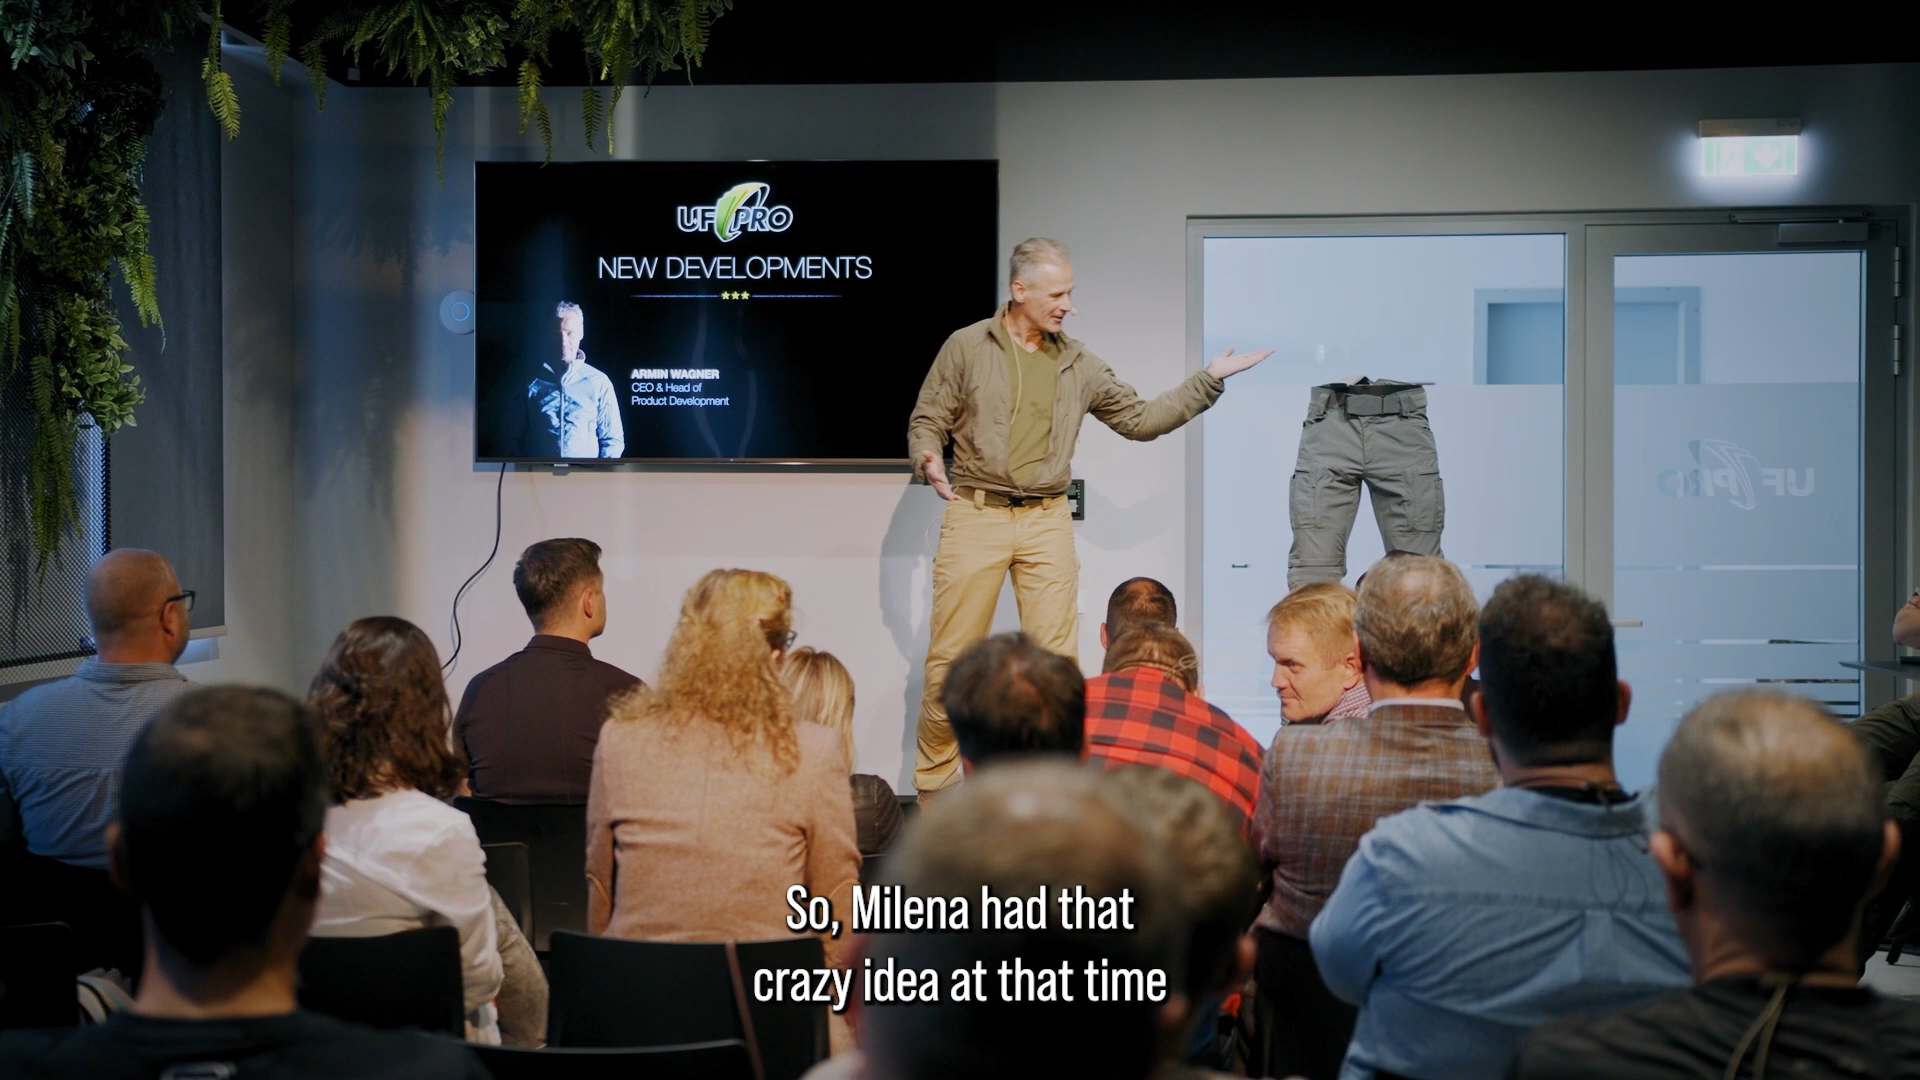 UF PRO
NEW DEVELOPMENTS
ARMIN WAGNER
CEO & Head of
Product Development
UF PRO
So, Milena had that
crazy idea at that time